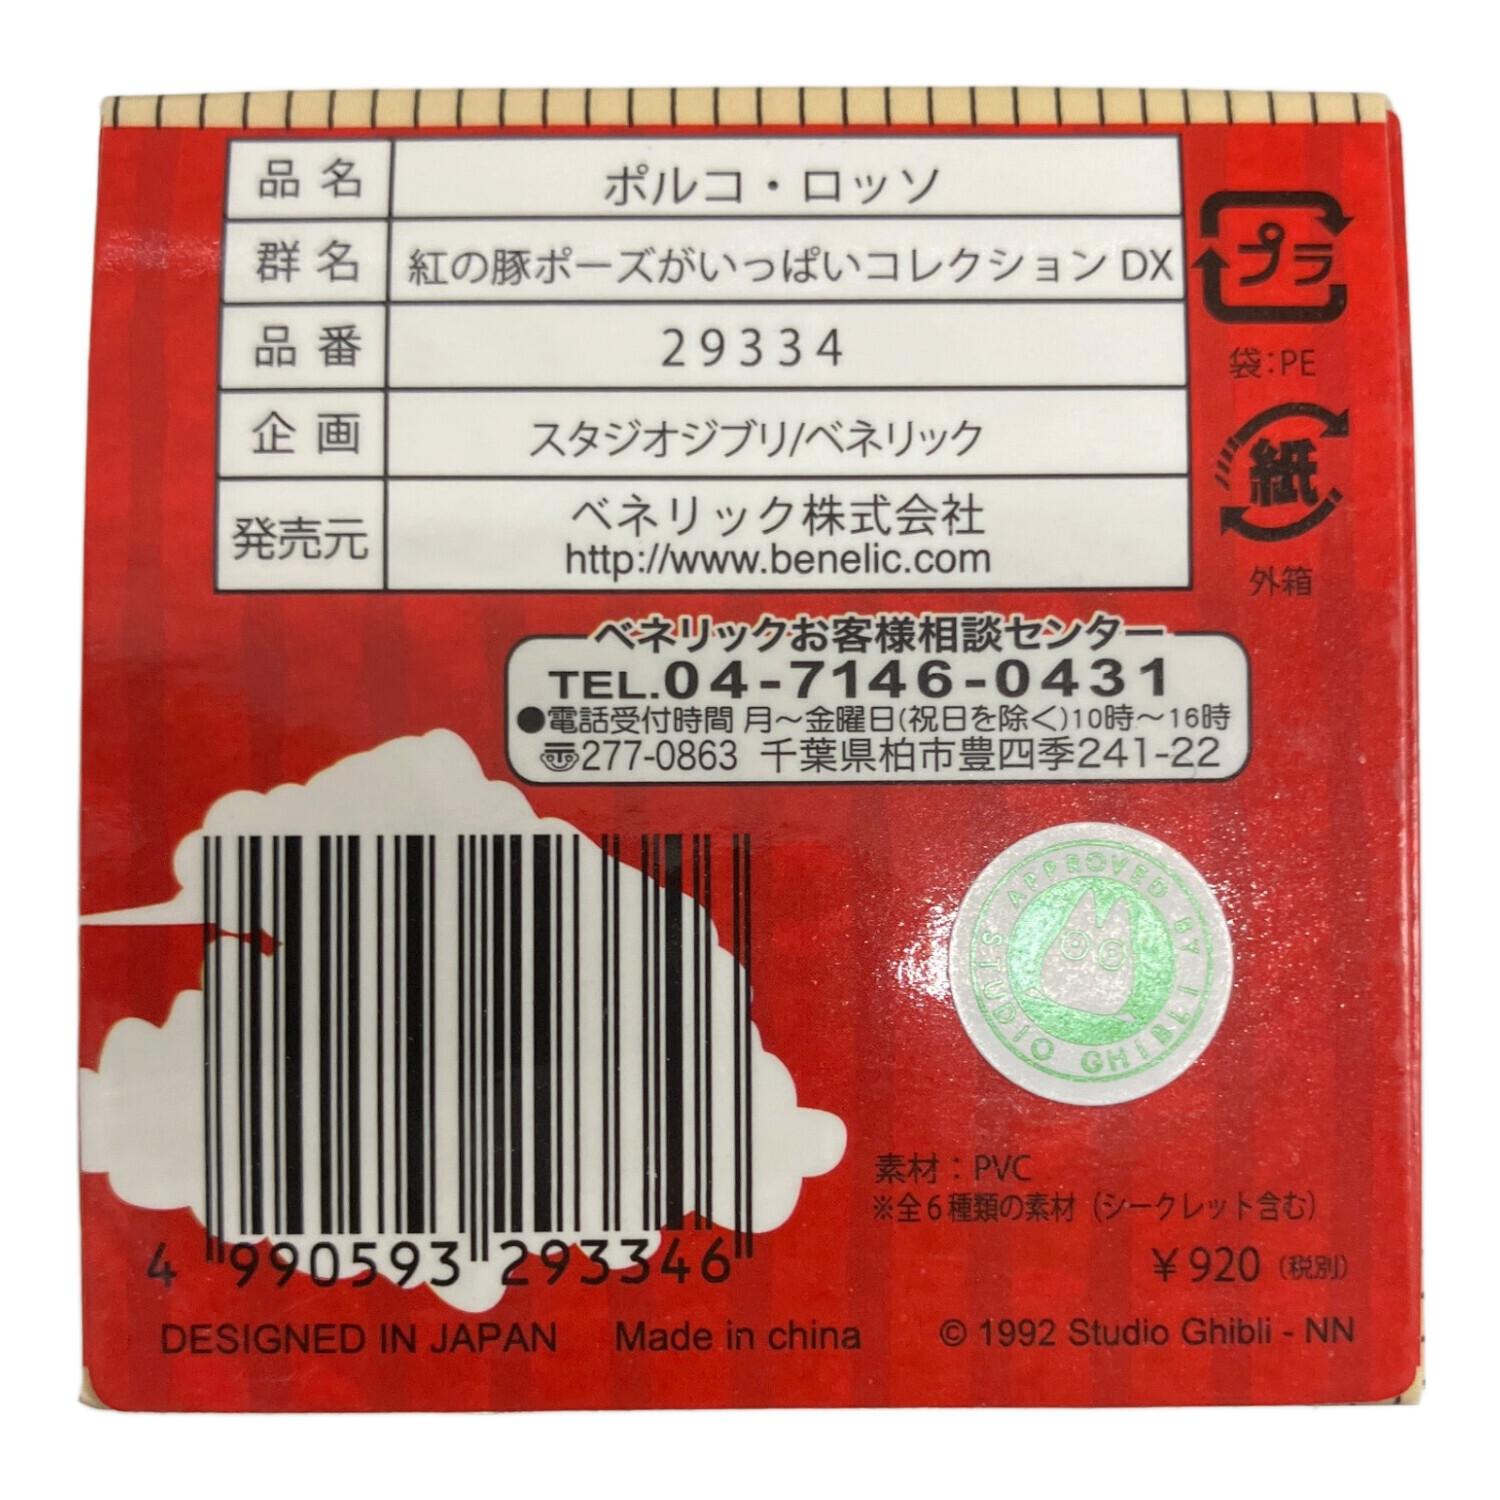 品名 ポルコ・ロッソ
群名 紅の豚ポーズがいっぱいコレクション DX
品番 29334
企画 スタジオジブリ/ベネリック
発売元 ベネリック株式会社
http://www.benelic.com
プラ
袋:PE
紙
外箱
ベネリックお客様相談センター
TEL.04-7146-0431
●電話受付時間 月～金曜日(祝日を除く)10時～16時
277-0863 千葉県柏市豊四季241-22
APPROVED BY
STUDIO GHIBLI
素材：PVC
※全6種類の素材（シークレット含む）
￥920（税別）
4 990593 293346
DESIGNED IN JAPAN Made in china © 1992 Studio Ghibli - NN